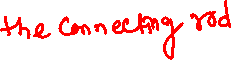 the connecting rod